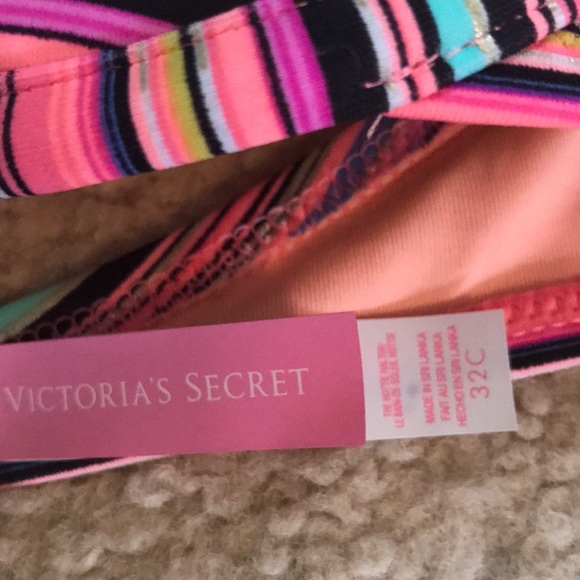 VICTORIA'S SECRET
MADE IN SRI LANKA
FAIT AU SRI LANKA
HECHO EN SRI LANKA
32C